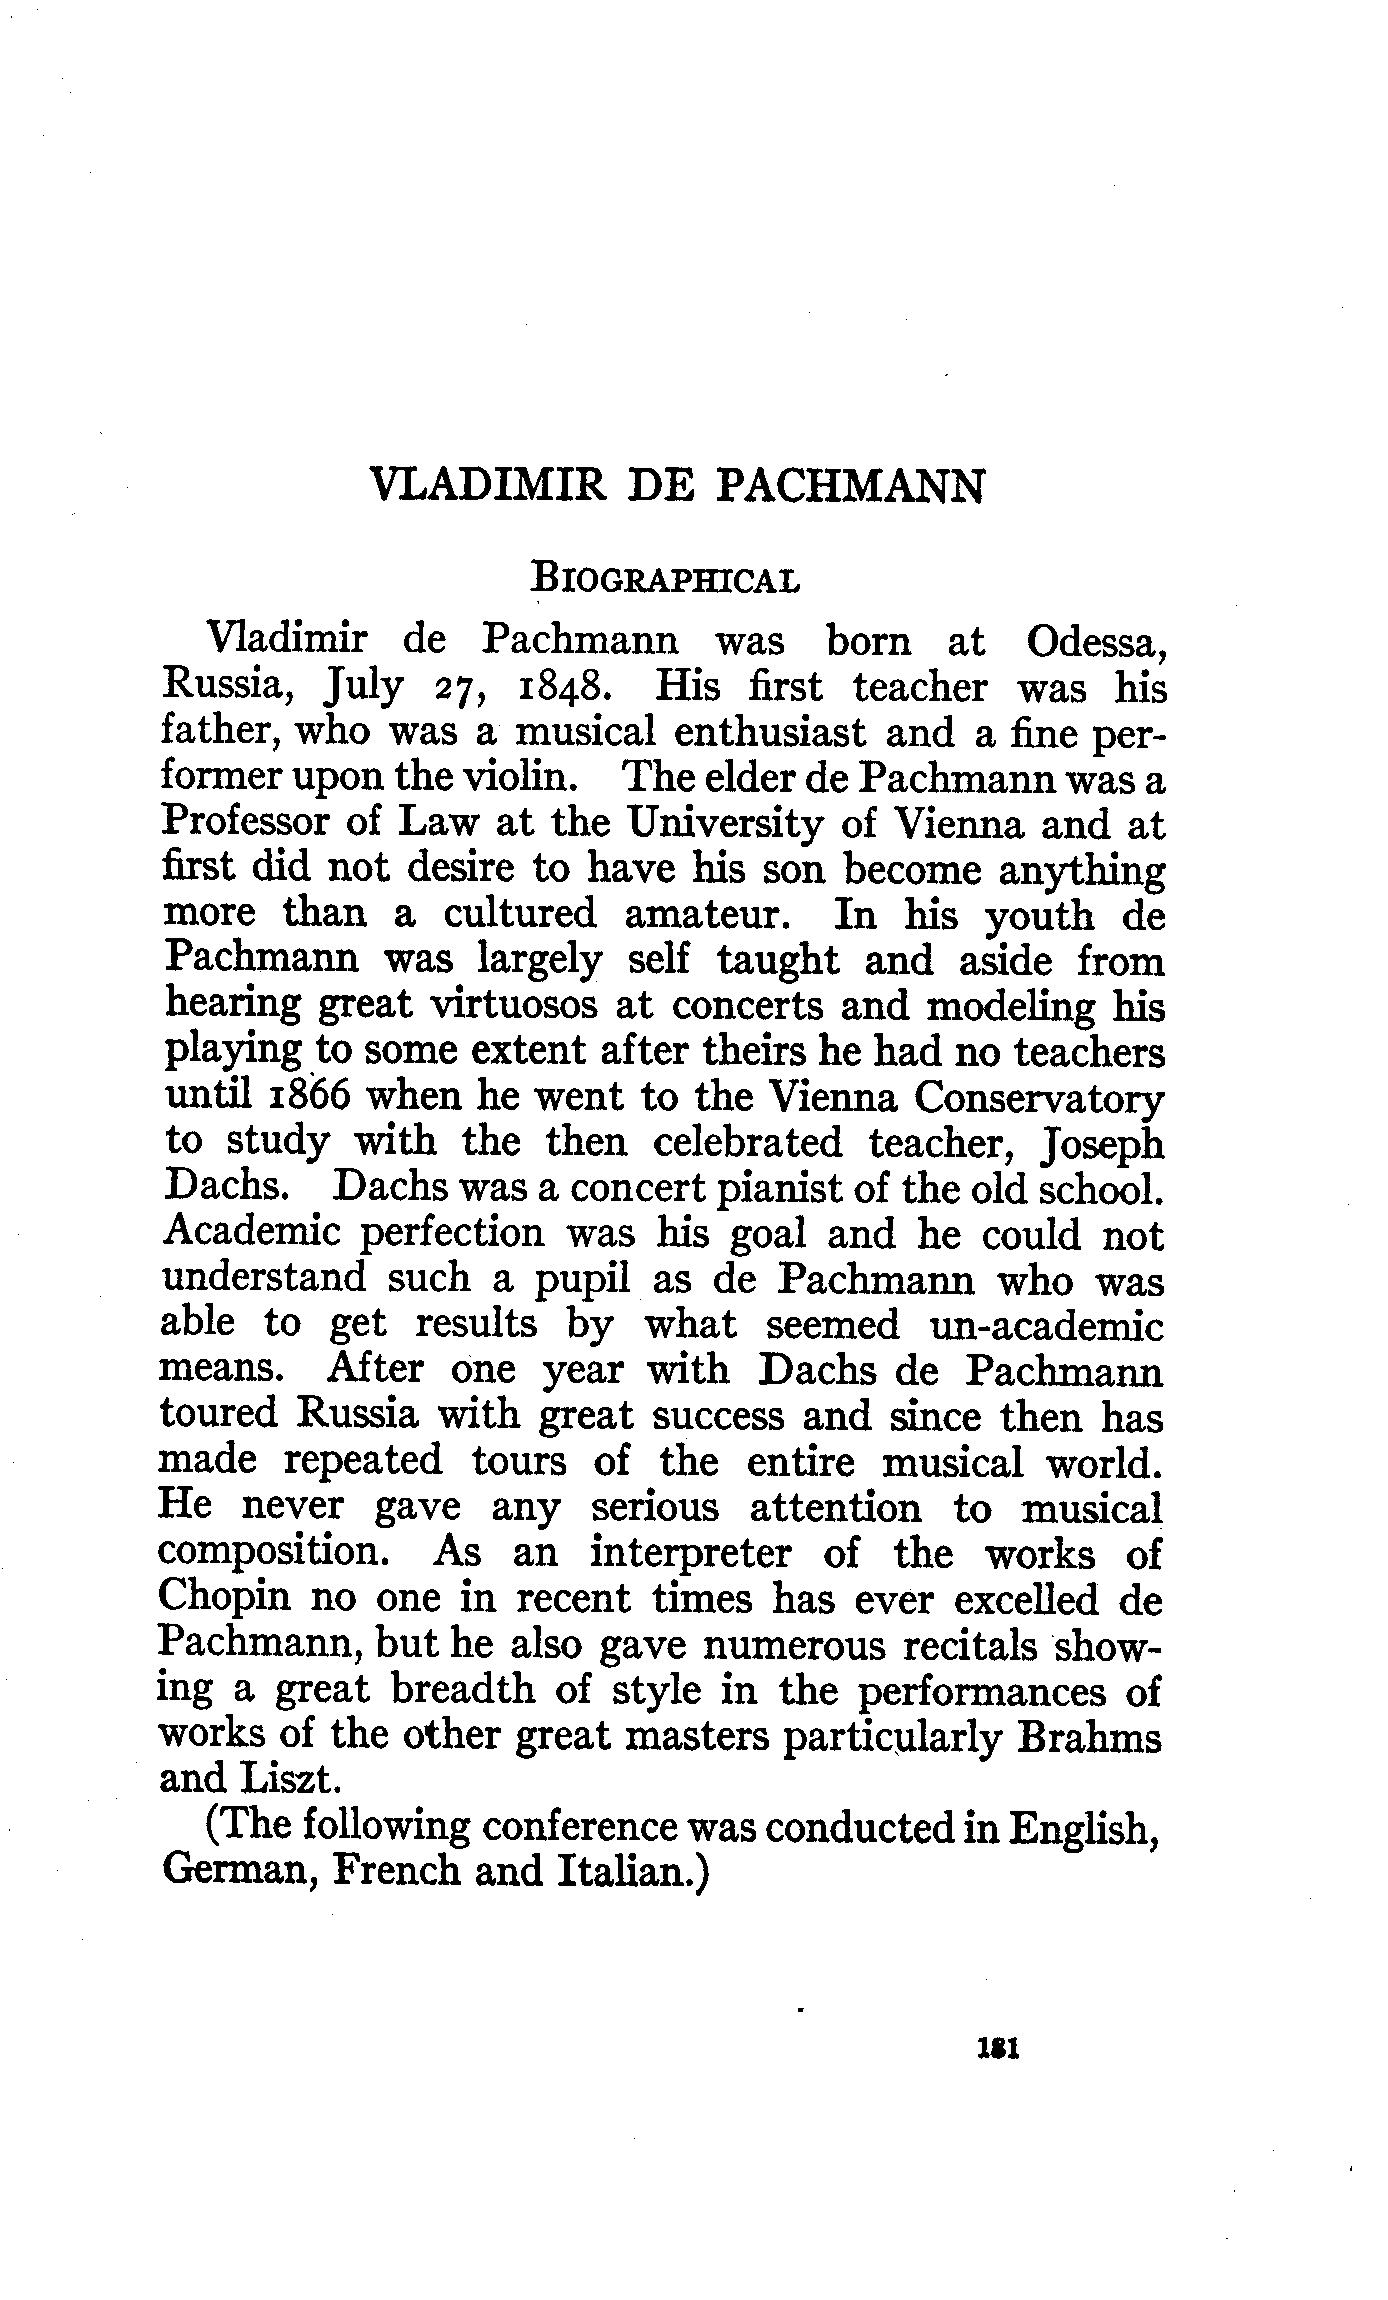 VLADIMIR DE PACHMANN
BIOGRAPHICAL
Vladimir de Pachmann was born at Odessa,
Russia, July 27, 1848. His first teacher was his
father, who was a musical enthusiast and a fine per-
former upon the violin. The elder de Pachmann was a
Professor of Law at the University of Vienna and at
first did not desire to have his son become anything
more than a cultured amateur. In his youth de
Pachmann was largely self taught and aside from
hearing great virtuosos at concerts and modeling his
playing to some extent after theirs he had no teachers
until 1866 when he went to the Vienna Conservatory
to study with the then celebrated teacher, Joseph
Dachs. Dachs was a concert pianist of the old school.
Academic perfection was his goal and he could not
understand such a pupil as de Pachmann who was
able to get results by what seemed un-academic
means. After one year with Dachs de Pachmann
toured Russia with great success and since then has
made repeated tours of the entire musical world.
He never gave any serious attention to musical
composition. As an interpreter of the works of
Chopin no one in recent times has ever excelled de
Pachmann, but he also gave numerous recitals show-
ing a great breadth of style in the performances of
works of the other great masters particularly Brahms
and Liszt.
(The following conference was conducted in English,
German, French and Italian.)
181